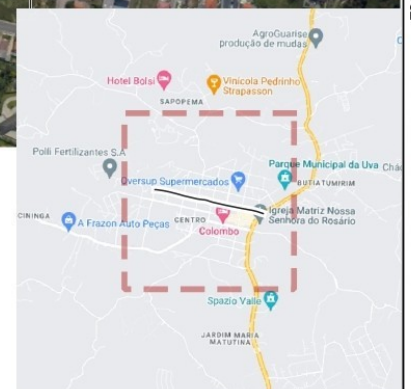 AgroGuarise
produção de mudas
Hotel Bolsi
Vinícola Pedrinho
Strapasson
SAPOPEMA
Polli Fertilizantes S.A
Parque Municipal da Uva
Oversup Supermercados
BUTIATUMIRIM
CININGA
A Frazon Auto Peças
CENTRO
Colombo
Igreja Matriz Nossa
Senhora do Rosário
Spazio Valle
JARDIM MARIA
MATUTINA